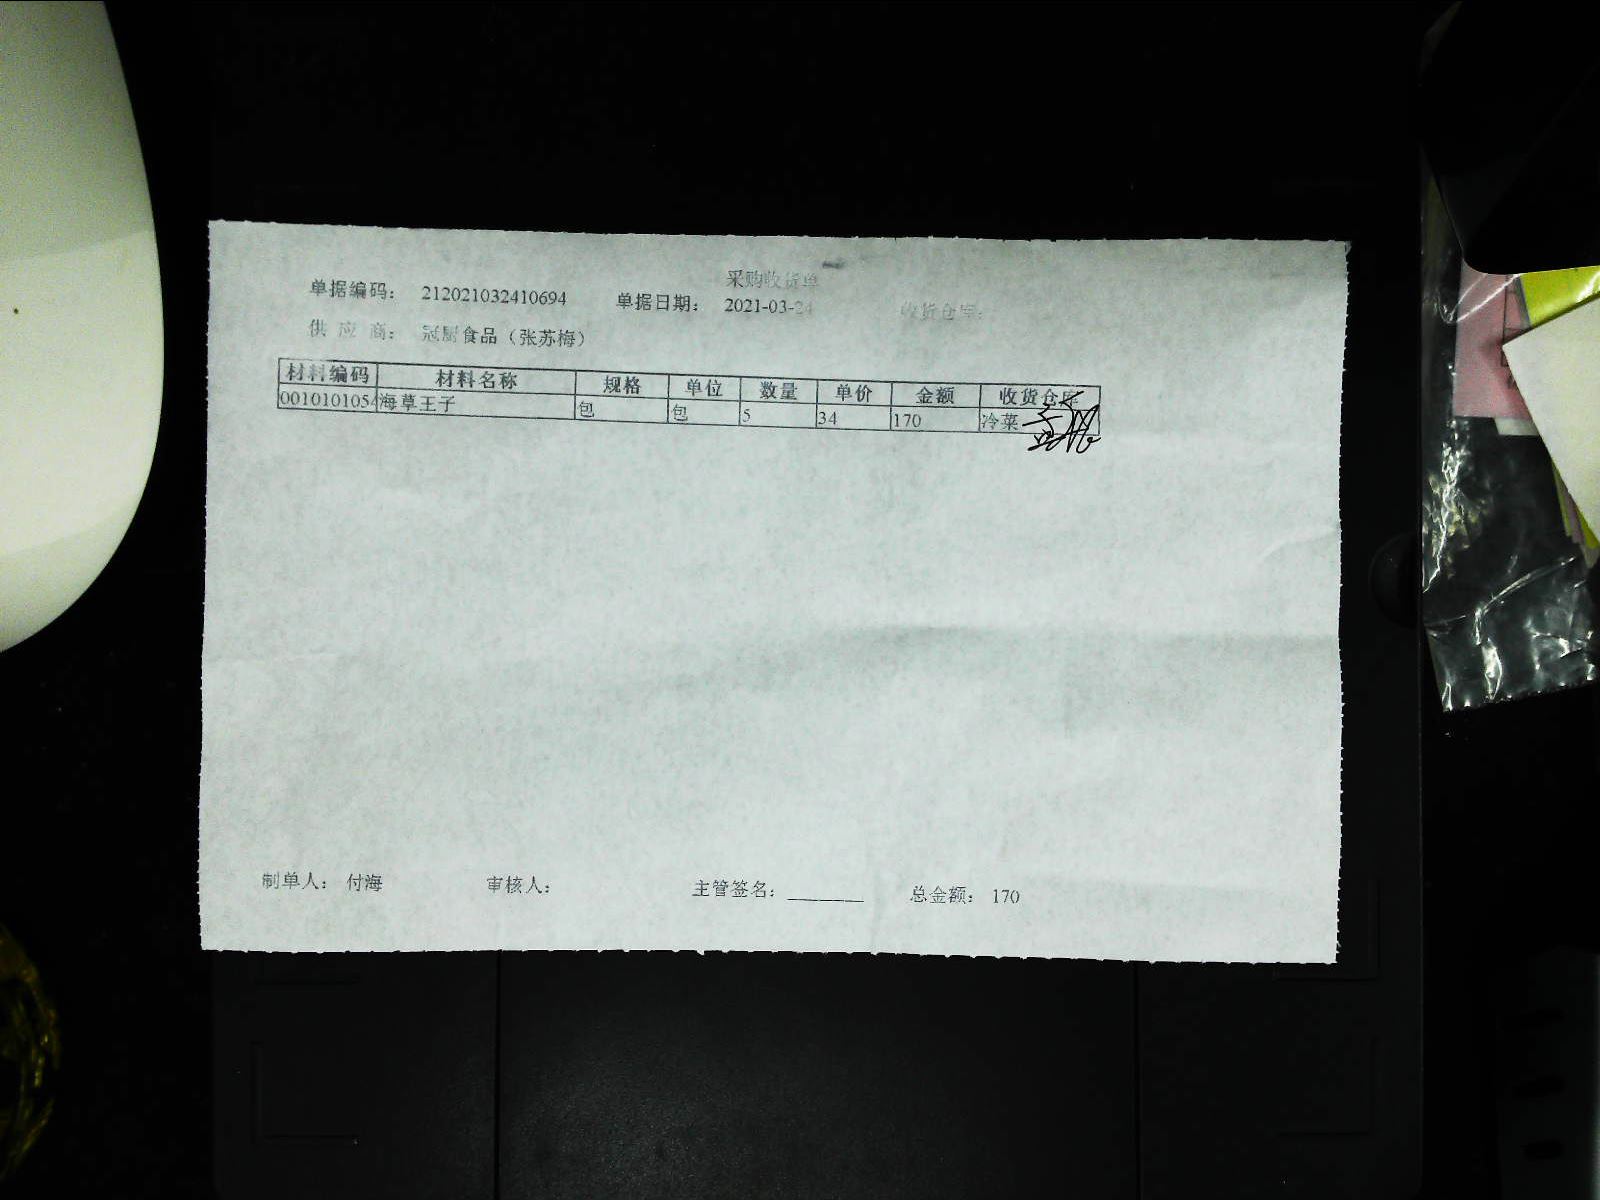 采购收货单
单据编码： 212021032410694 单据日期： 2021-03-24 收货仓库：
供 应 商： 冠厨食品（张苏梅）
材料编码 材料名称 规格 单位 数量 单价 金额 收货仓库
0010101054 海草王子 包 包 5 34 170 冷菜
制单人： 付海 审核人： 主管签名： ______ 总金额： 170